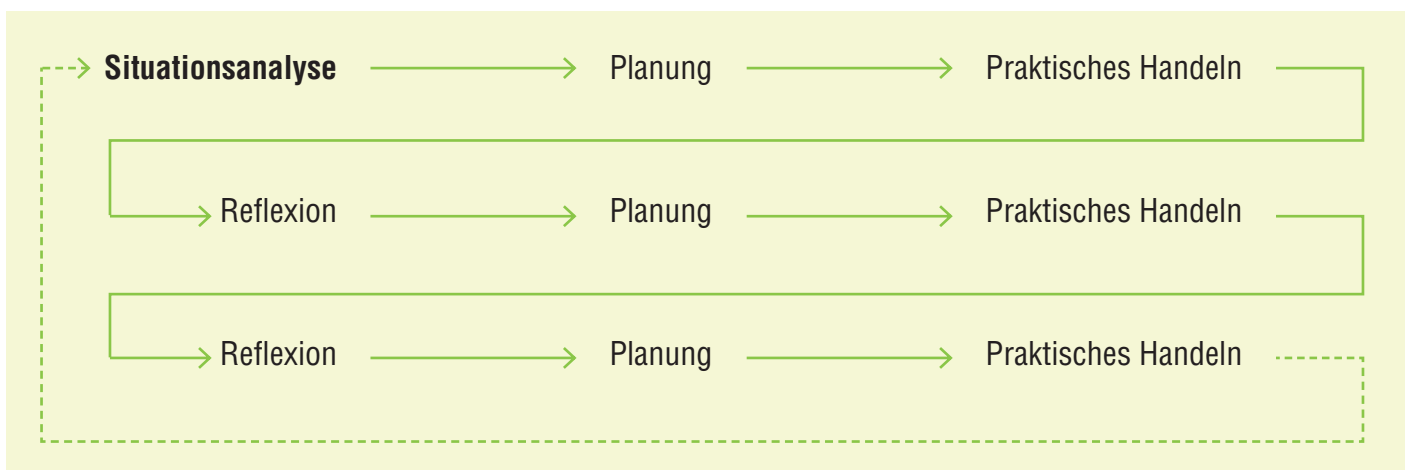 Situationsanalyse Planung Praktisches Handeln
Reflexion Planung Praktisches Handeln
Reflexion Planung Praktisches Handeln